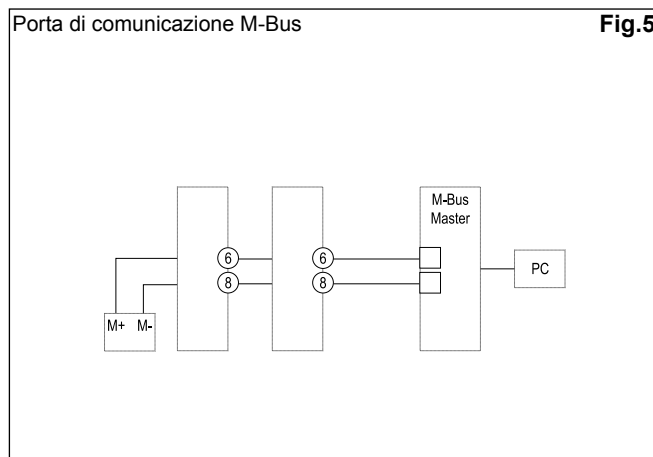 Porta di comunicazione M-Bus
Fig.5
M-Bus
Master
6
6
8
8
PC
M+ M-